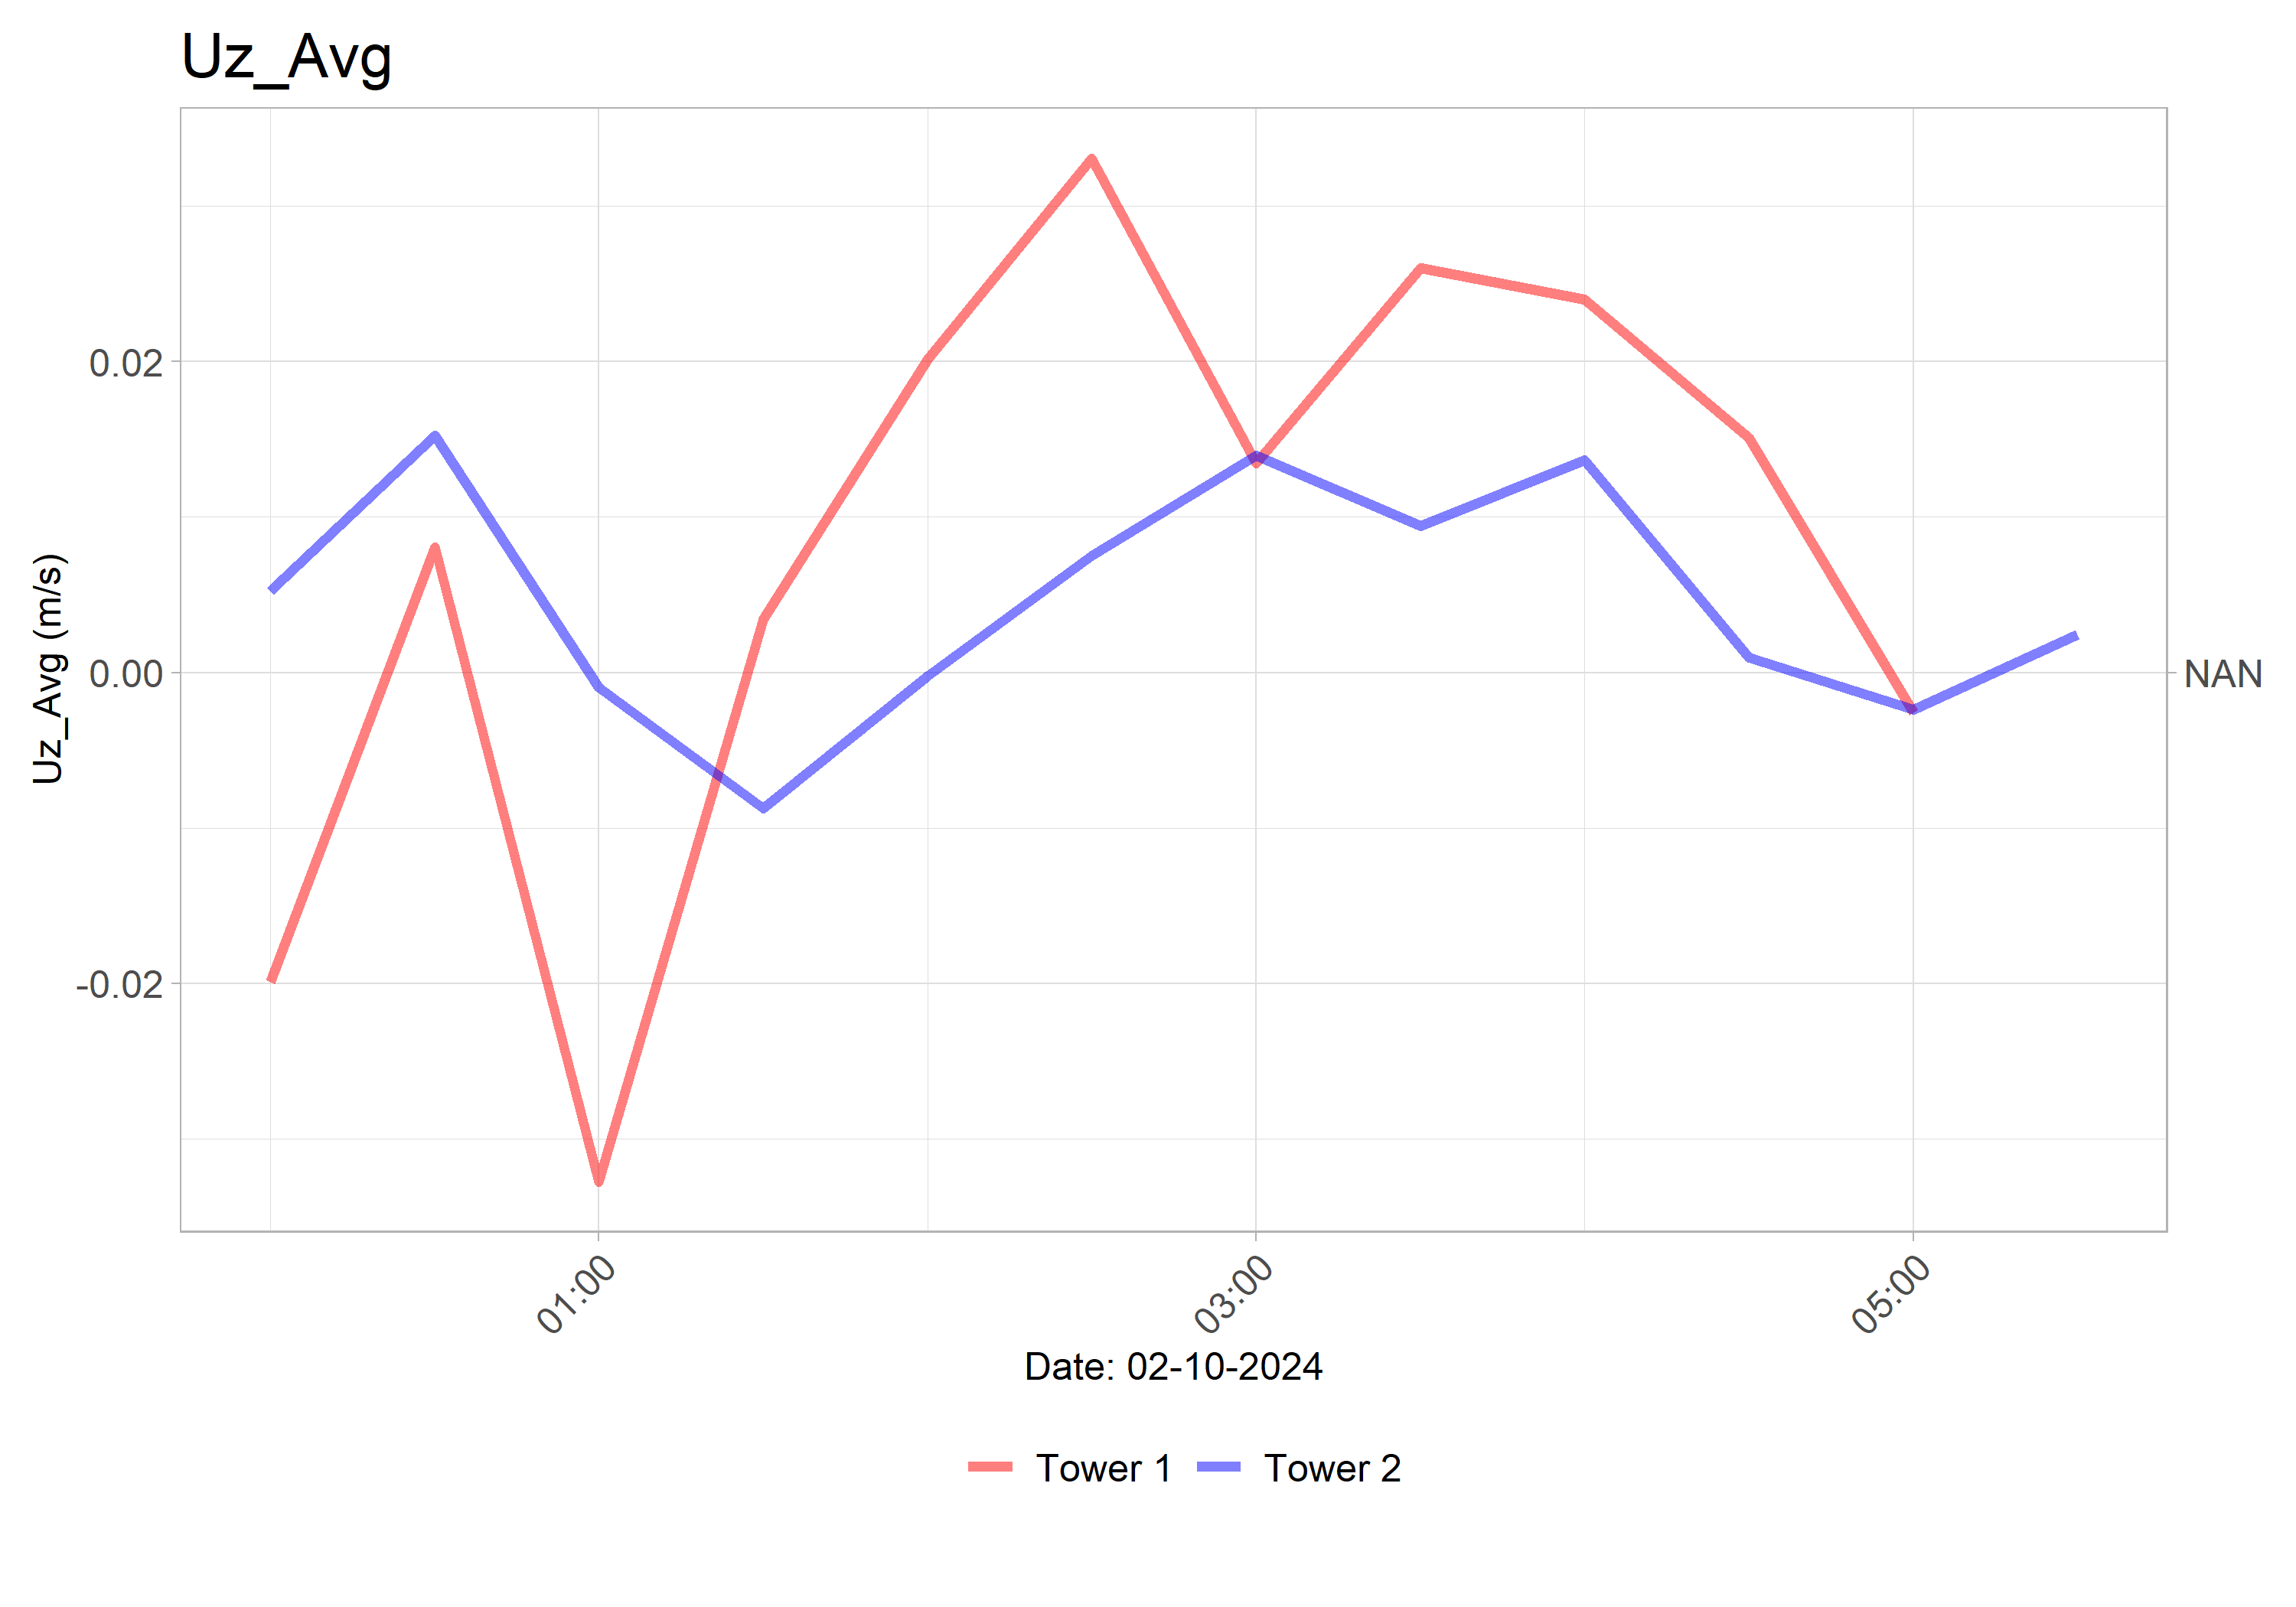 Uz_Avg
Uz_Avg (m/s)
0.02
0.00
-0.02
NAN
01:00
03:00
05:00
Date: 02-10-2024
Tower 1
Tower 2